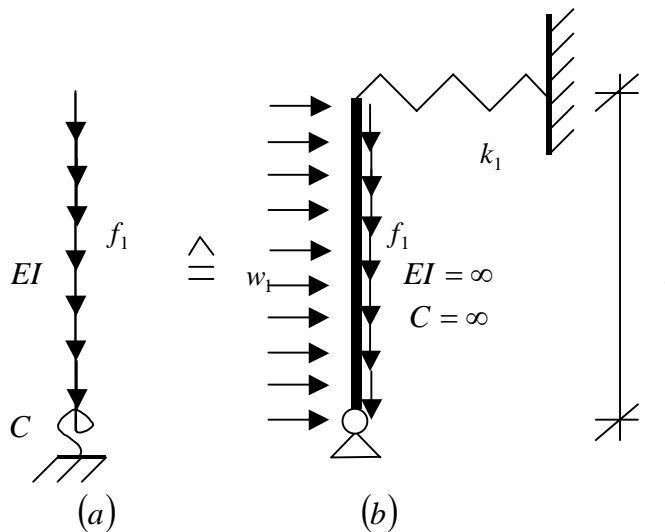 k₁
f₁
EI
≙
w₁
f₁
EI = ∞
C = ∞
C
(a)
(b)